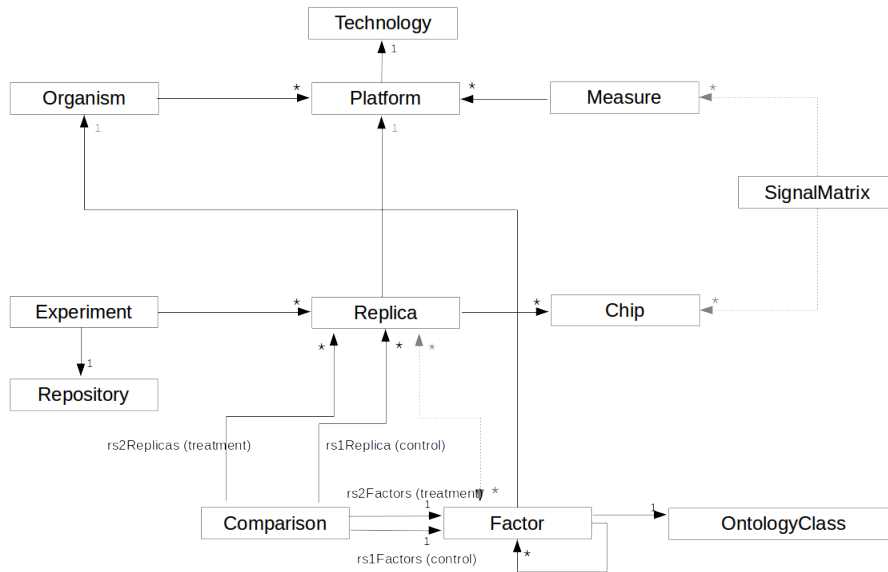 Technology
1
* *
Organism Platform Measure *
1 1
SignalMatrix
* * *
Experiment Replica Chip
* * *
1
Repository
rs2Replicas (treatment) rs1Replica (control)
rs2Factors (treatment) *
1 1
Comparison Factor OntologyClass
1
rs1Factors (control) *